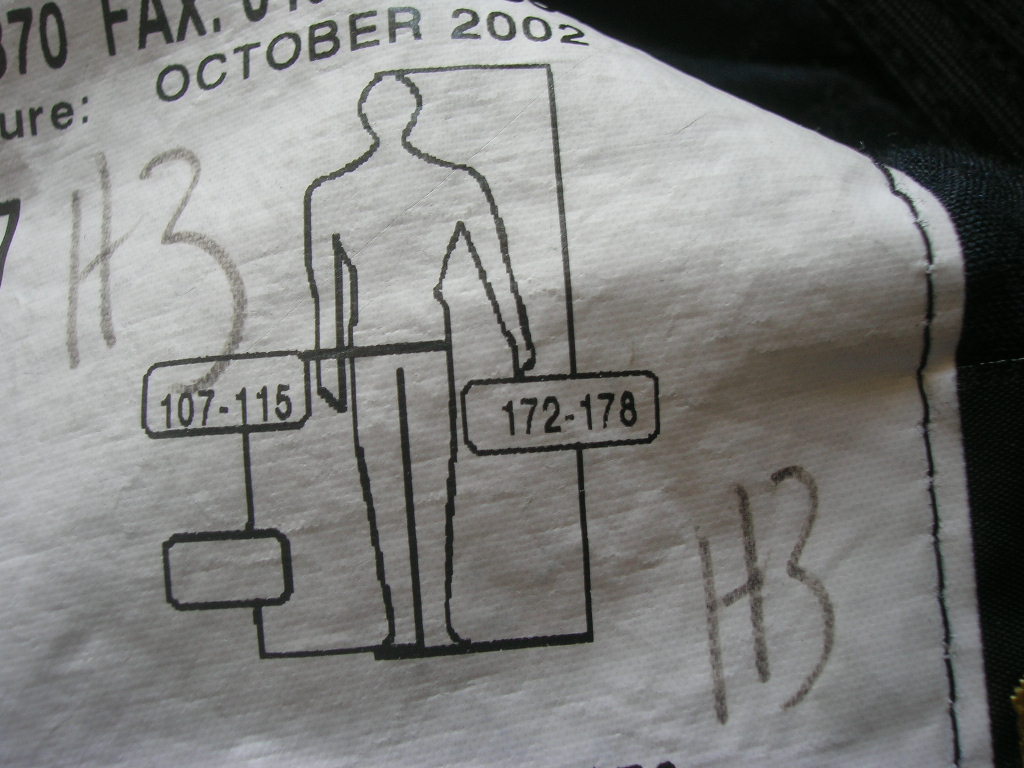 370 FAX.
OCTOBER 2002
ure:
H3
107-115
172-178
H3